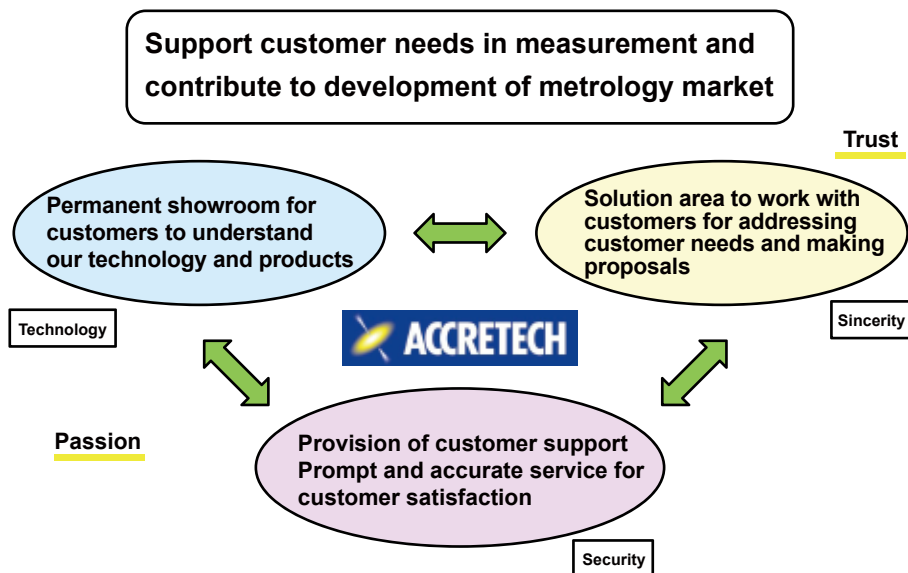 Support customer needs in measurement and
contribute to development of metrology market
Trust
Permanent showroom for
customers to understand
our technology and products
Solution area to work with
customers for addressing
customer needs and making
proposals
Technology
ACCRETECH
Sincerity
Passion
Provision of customer support
Prompt and accurate service for
customer satisfaction
Security